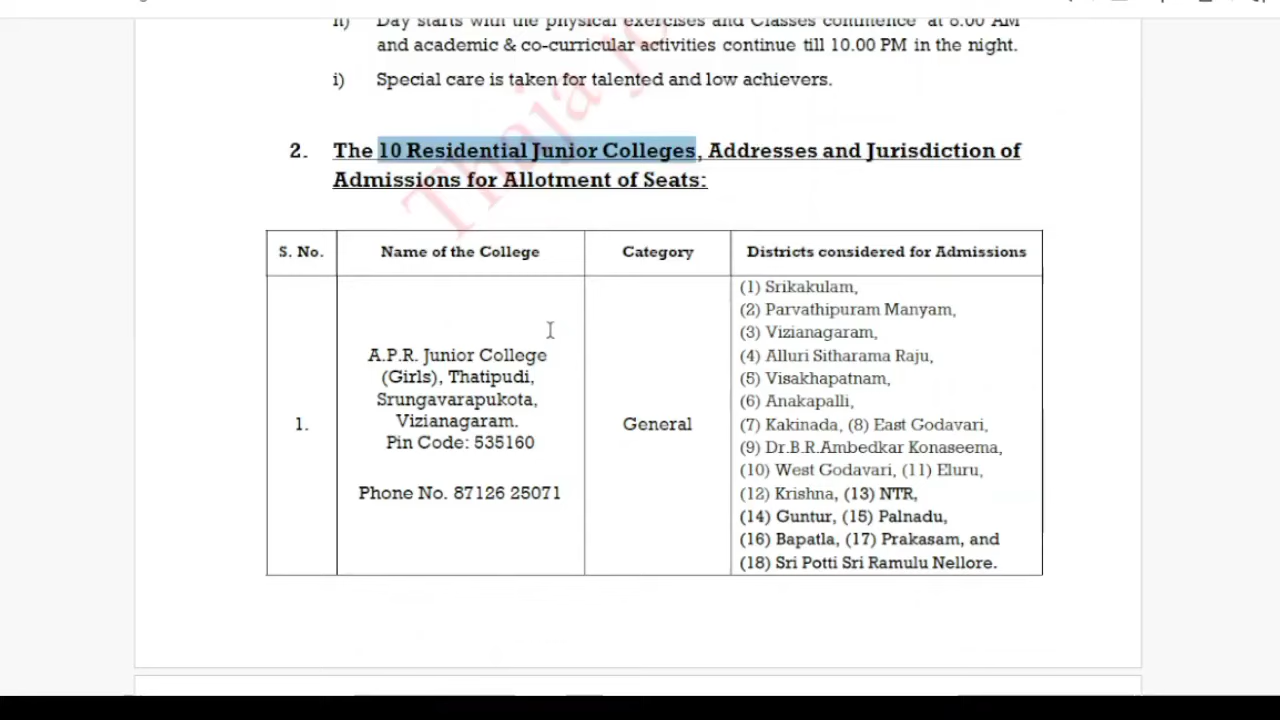 h) Day starts with the physical exercises and Classes commence at 6.00 AM
and academic & co-curricular activities continue till 10.00 PM in the night.
i) Special care is taken for talented and low achievers.
2. The 10 Residential Junior Colleges, Addresses and Jurisdiction of
Admissions for Allotment of Seats:
S. No. Name of the College Category Districts considered for Admissions
1.
A.P.R. Junior College
(Girls), Thatipudi,
Srungavarapukota,
Vizianagaram.
Pin Code: 535160
Phone No. 87126 25071
General
(1) Srikakulam,
(2) Parvathipuram Manyam,
(3) Vizianagaram,
(4) Alluri Sitharama Raju,
(5) Visakhapatnam,
(6) Anakapalli,
(7) Kakinada, (8) East Godavari,
(9) Dr.B.R.Ambedkar Konaseema,
(10) West Godavari, (11) Eluru,
(12) Krishna, (13) NTR,
(14) Guntur, (15) Palnadu,
(16) Bapatla, (17) Prakasam, and
(18) Sri Potti Sri Ramulu Nellore.
Thaja